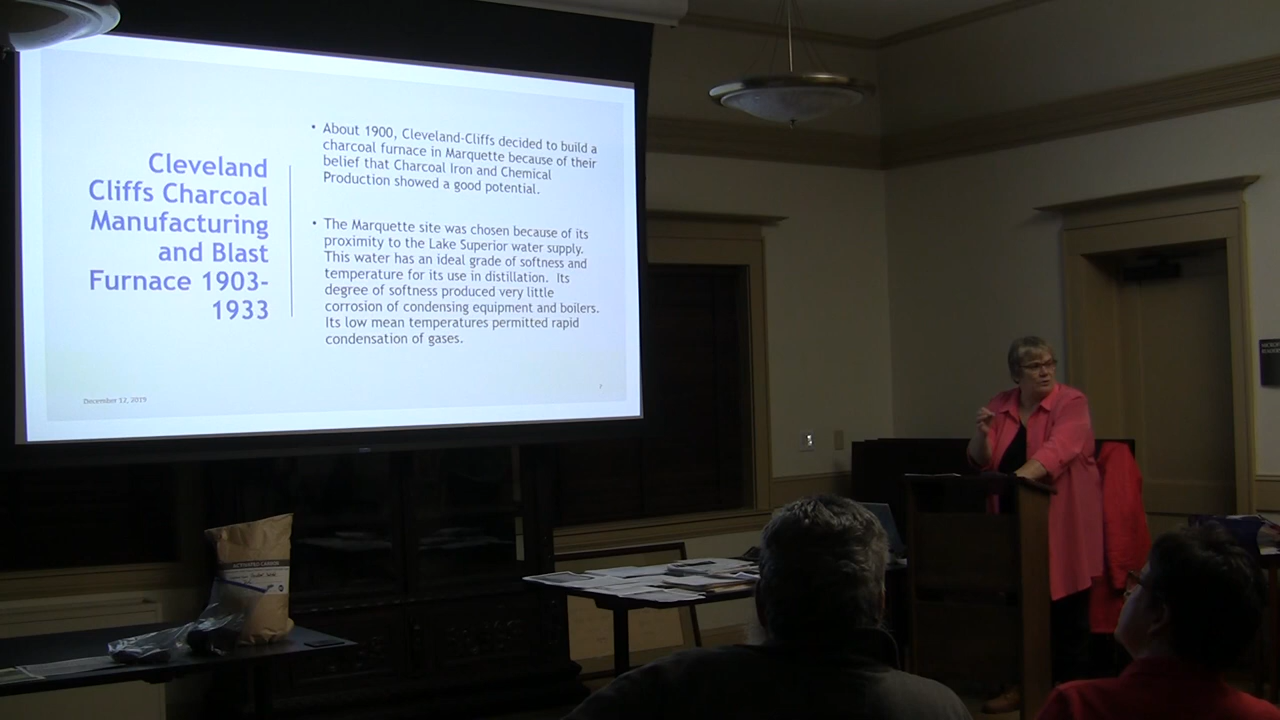 Cleveland
Cliffs Charcoal
Manufacturing
and Blast
Furnace 1903-
1933
• About 1900, Cleveland-Cliffs decided to build a
charcoal furnace in Marquette because of their
belief that Charcoal Iron and Chemical
Production showed a good potential.
• The Marquette site was chosen because of its
proximity to the Lake Superior water supply.
This water has an ideal grade of softness and
temperature for its use in distillation. Its
degree of softness produced very little
corrosion of condensing equipment and boilers.
Its low mean temperatures permitted rapid
condensation of gases.
December 12, 2019
7
ACTIVATED CARBON